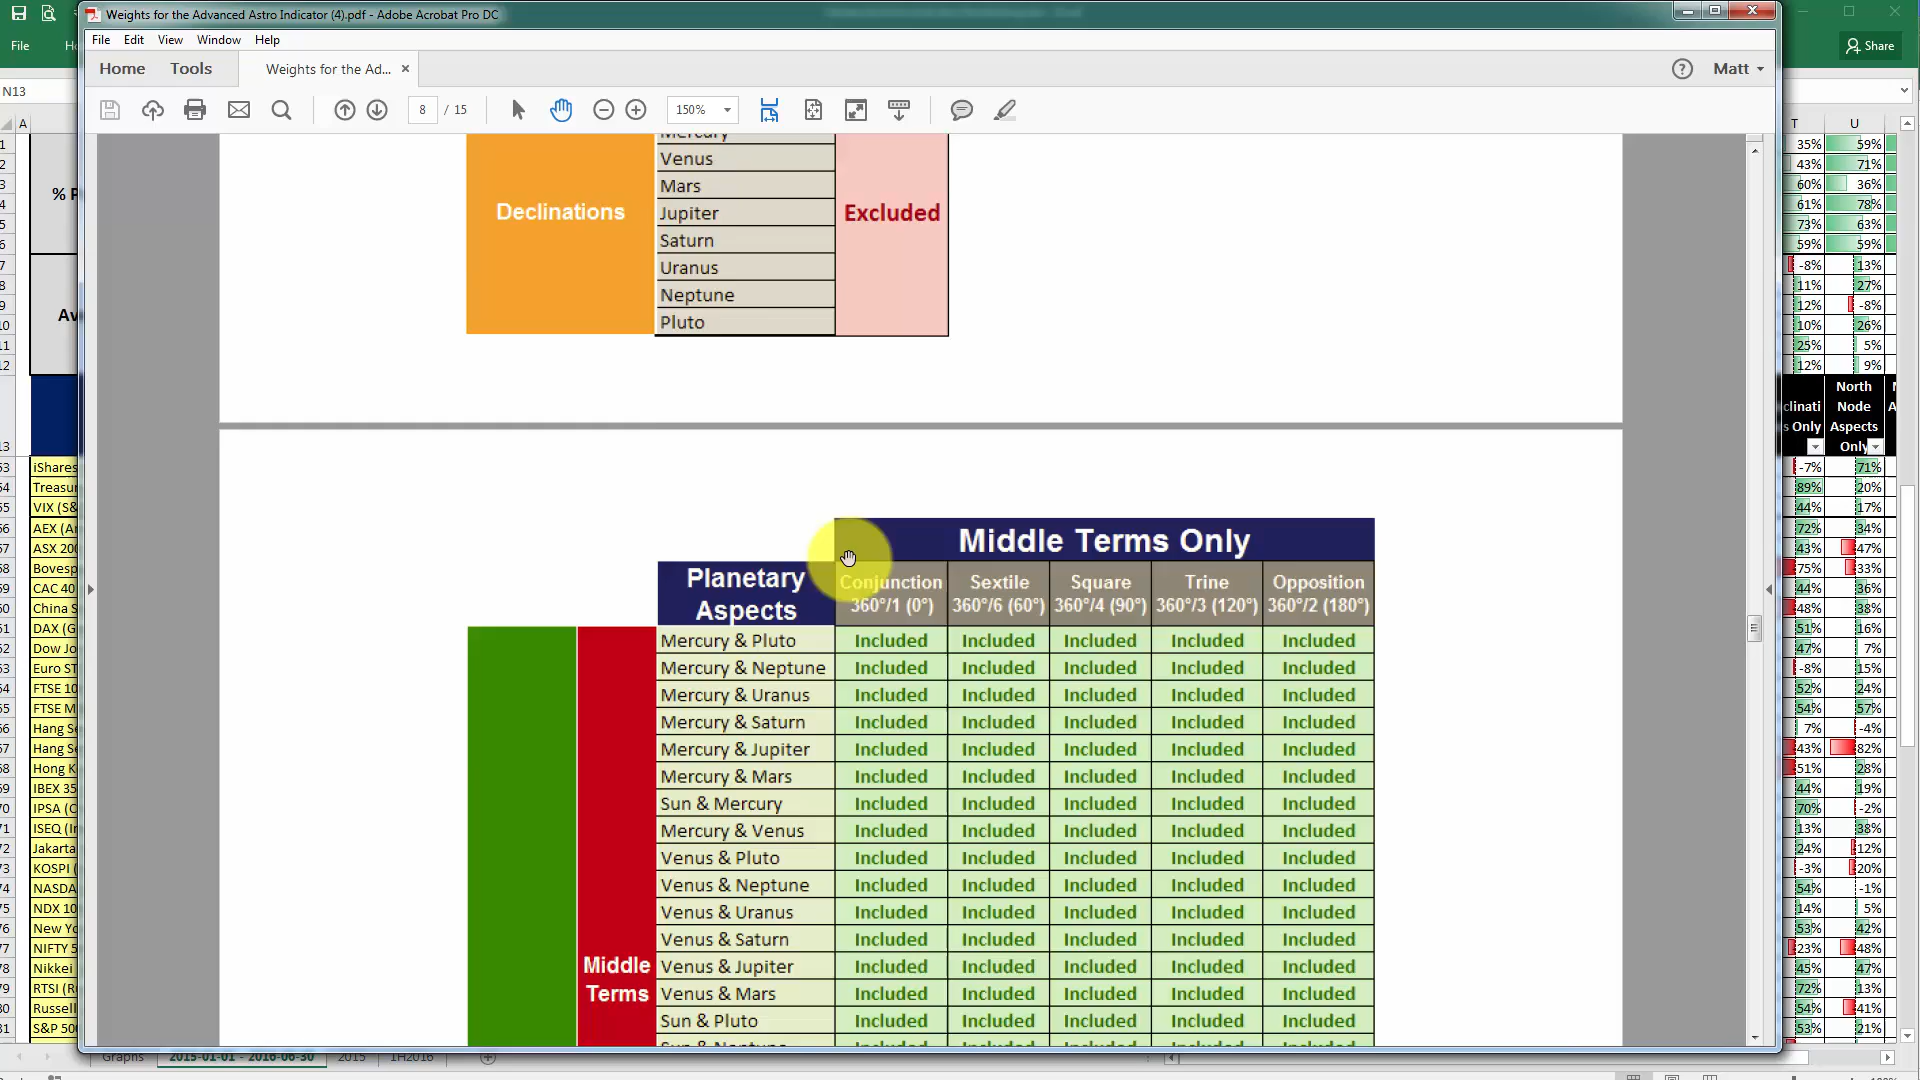 Weights for the Advanced Astro Indicator (4).pdf - Adobe Acrobat Pro DC
File Edit View Window Help
Home Tools Weights for the Ad... ×
Matt
8 / 15 150%
File
Share
N13
A
T U
Mercury
Venus
Mars
Jupiter
Saturn
Uranus
Neptune
Pluto
Declinations
Excluded
Middle Terms Only
Planetary Aspects
Conjunction 360°/1 (0°)
Sextile 360°/6 (60°)
Square 360°/4 (90°)
Trine 360°/3 (120°)
Opposition 360°/2 (180°)
Mercury & Pluto Included Included Included Included Included
Mercury & Neptune Included Included Included Included Included
Mercury & Uranus Included Included Included Included Included
Mercury & Saturn Included Included Included Included Included
Mercury & Jupiter Included Included Included Included Included
Mercury & Mars Included Included Included Included Included
Sun & Mercury Included Included Included Included Included
Mercury & Venus Included Included Included Included Included
Venus & Pluto Included Included Included Included Included
Venus & Neptune Included Included Included Included Included
Venus & Uranus Included Included Included Included Included
Venus & Saturn Included Included Included Included Included
Venus & Jupiter Included Included Included Included Included
Venus & Mars Included Included Included Included Included
Sun & Pluto Included Included Included Included Included
Middle
Terms
iShares
Treasur
VIX (S&
AEX (A
ASX 200
Bovesp
CAC 40
China S
DAX (G
Dow Jo
Euro ST
FTSE 10
FTSE M
Hang Se
Hang Se
Hong K
IBEX 35
IPSA (C
ISEQ (Ir
Jakarta
KOSPI (
NASDA
NDX 10
New Yo
NIFTY 5
Nikkei
RTSI (Ru
Russell
S&P 50
35% 59%
43% 71%
60% 36%
61% 78%
73% 63%
59% 59%
-8% 13%
11% 27%
12% -8%
10% 26%
25% 5%
12% 9%
North
Node
Aspects
Only
-7% 71%
89% 20%
44% 17%
72% 34%
43% 47%
75% 33%
44% 36%
48% 38%
51% 16%
47% 7%
-8% 15%
52% 24%
54% 57%
7% -4%
43% 82%
51% 28%
44% 19%
70% -2%
13% 38%
24% 12%
-3% 20%
54% -1%
14% 5%
53% 42%
23% 48%
45% 47%
72% 13%
54% 41%
53% 21%
Graphs 2015-01-01 - 2016-06-30 2015 1H2016